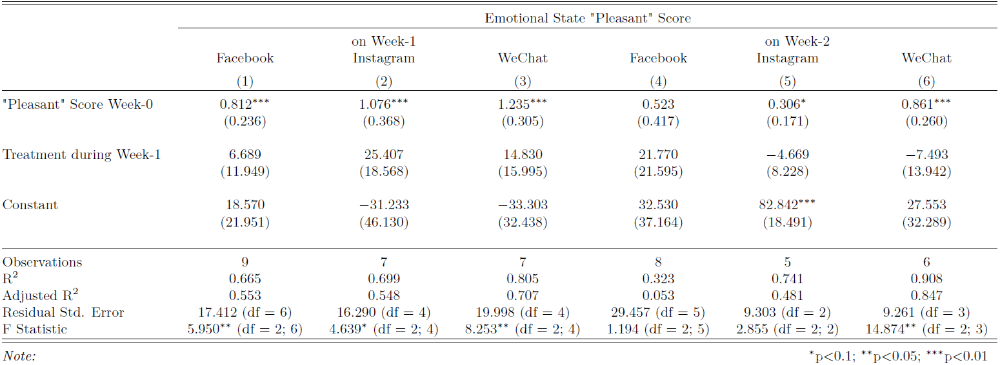 Emotional State "Pleasant" Score
on Week-1 on Week-2
Facebook Instagram WeChat Facebook Instagram WeChat
(1) (2) (3) (4) (5) (6)
"Pleasant" Score Week-0 0.812*** 1.076*** 1.235*** 0.523 0.306* 0.861***
(0.236) (0.368) (0.305) (0.417) (0.171) (0.260)
Treatment during Week-1 6.689 25.407 14.830 21.770 −4.669 −7.493
(11.949) (18.568) (15.995) (21.595) (8.228) (13.942)
Constant 18.570 −31.233 −33.303 32.530 82.842*** 27.553
(21.951) (46.130) (32.438) (37.164) (18.491) (32.289)
Observations 9 7 7 8 5 6
R² 0.665 0.699 0.805 0.323 0.741 0.908
Adjusted R² 0.553 0.548 0.707 0.053 0.481 0.847
Residual Std. Error 17.412 (df = 6) 16.290 (df = 4) 19.998 (df = 4) 29.457 (df = 5) 9.303 (df = 2) 9.261 (df = 3)
F Statistic 5.950** (df = 2; 6) 4.639* (df = 2; 4) 8.253** (df = 2; 4) 1.194 (df = 2; 5) 2.855 (df = 2; 2) 14.874** (df = 2; 3)
Note: *p<0.1; **p<0.05; ***p<0.01